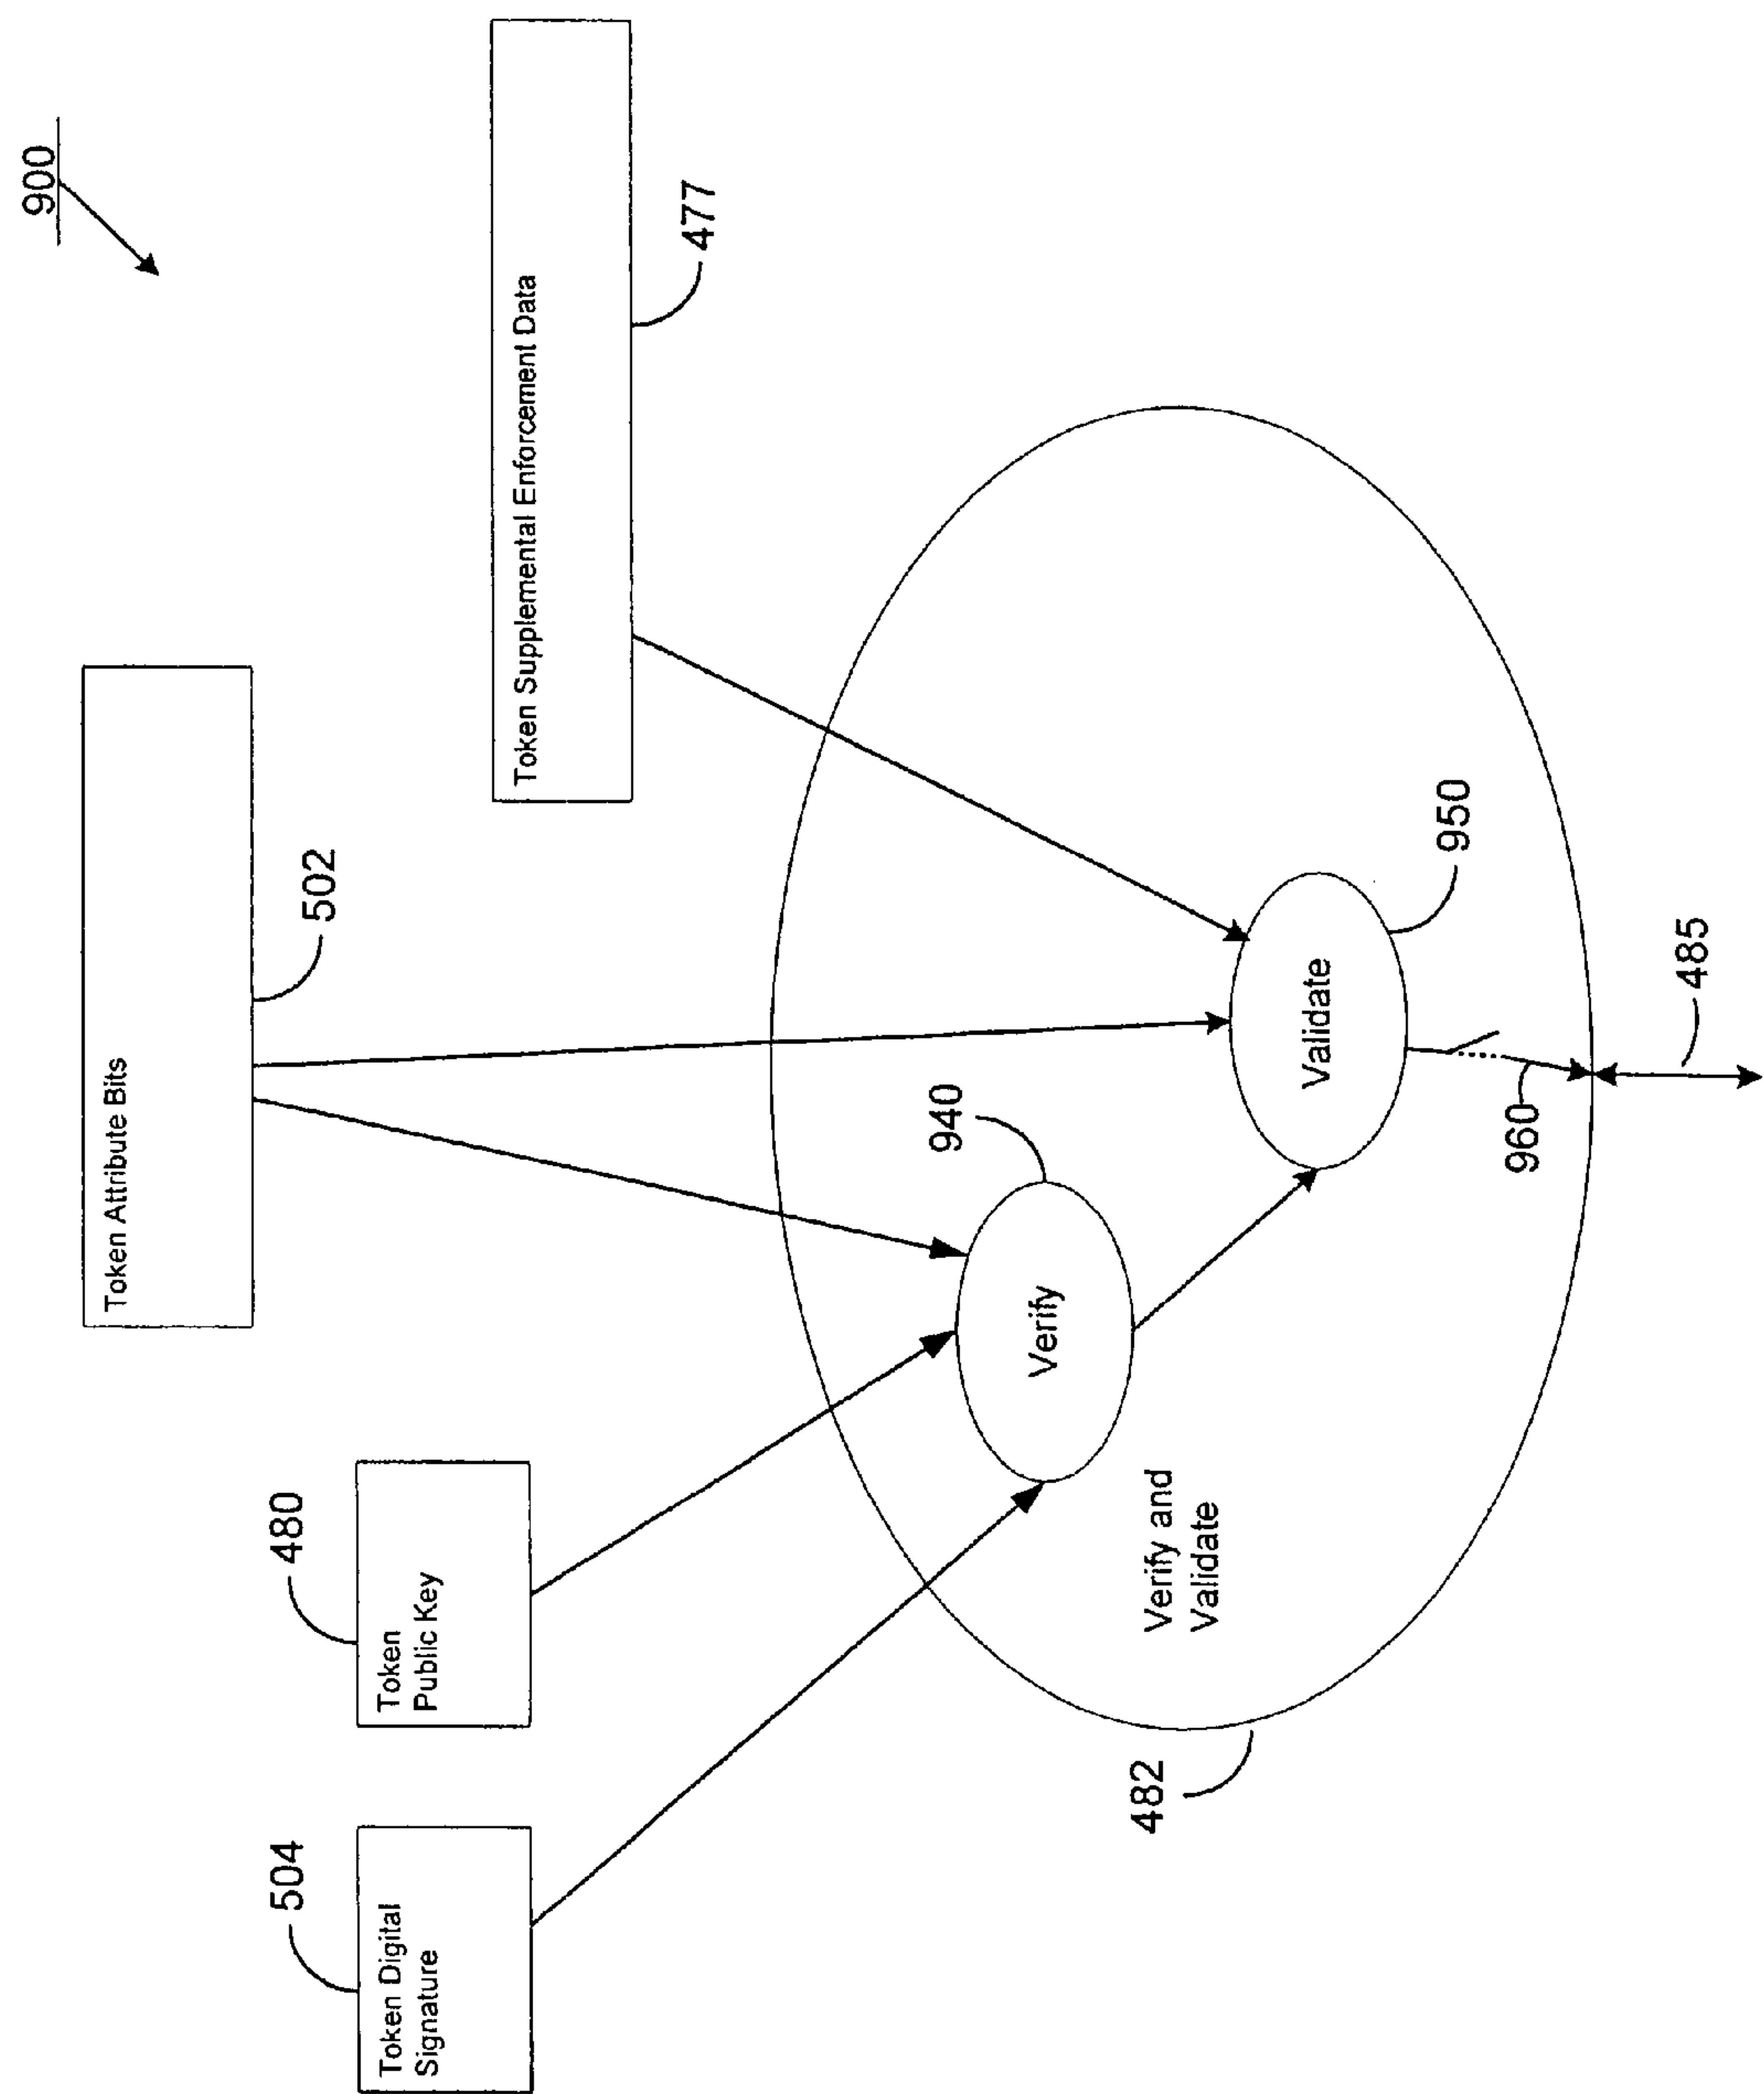 900
Token Attribute Bits
502
Token Supplemental Enforcement Data
477
504
Token Digital
Signature
480
Token
Public Key
940
Verify
Validate
950
Verify and
Validate
482
960
485